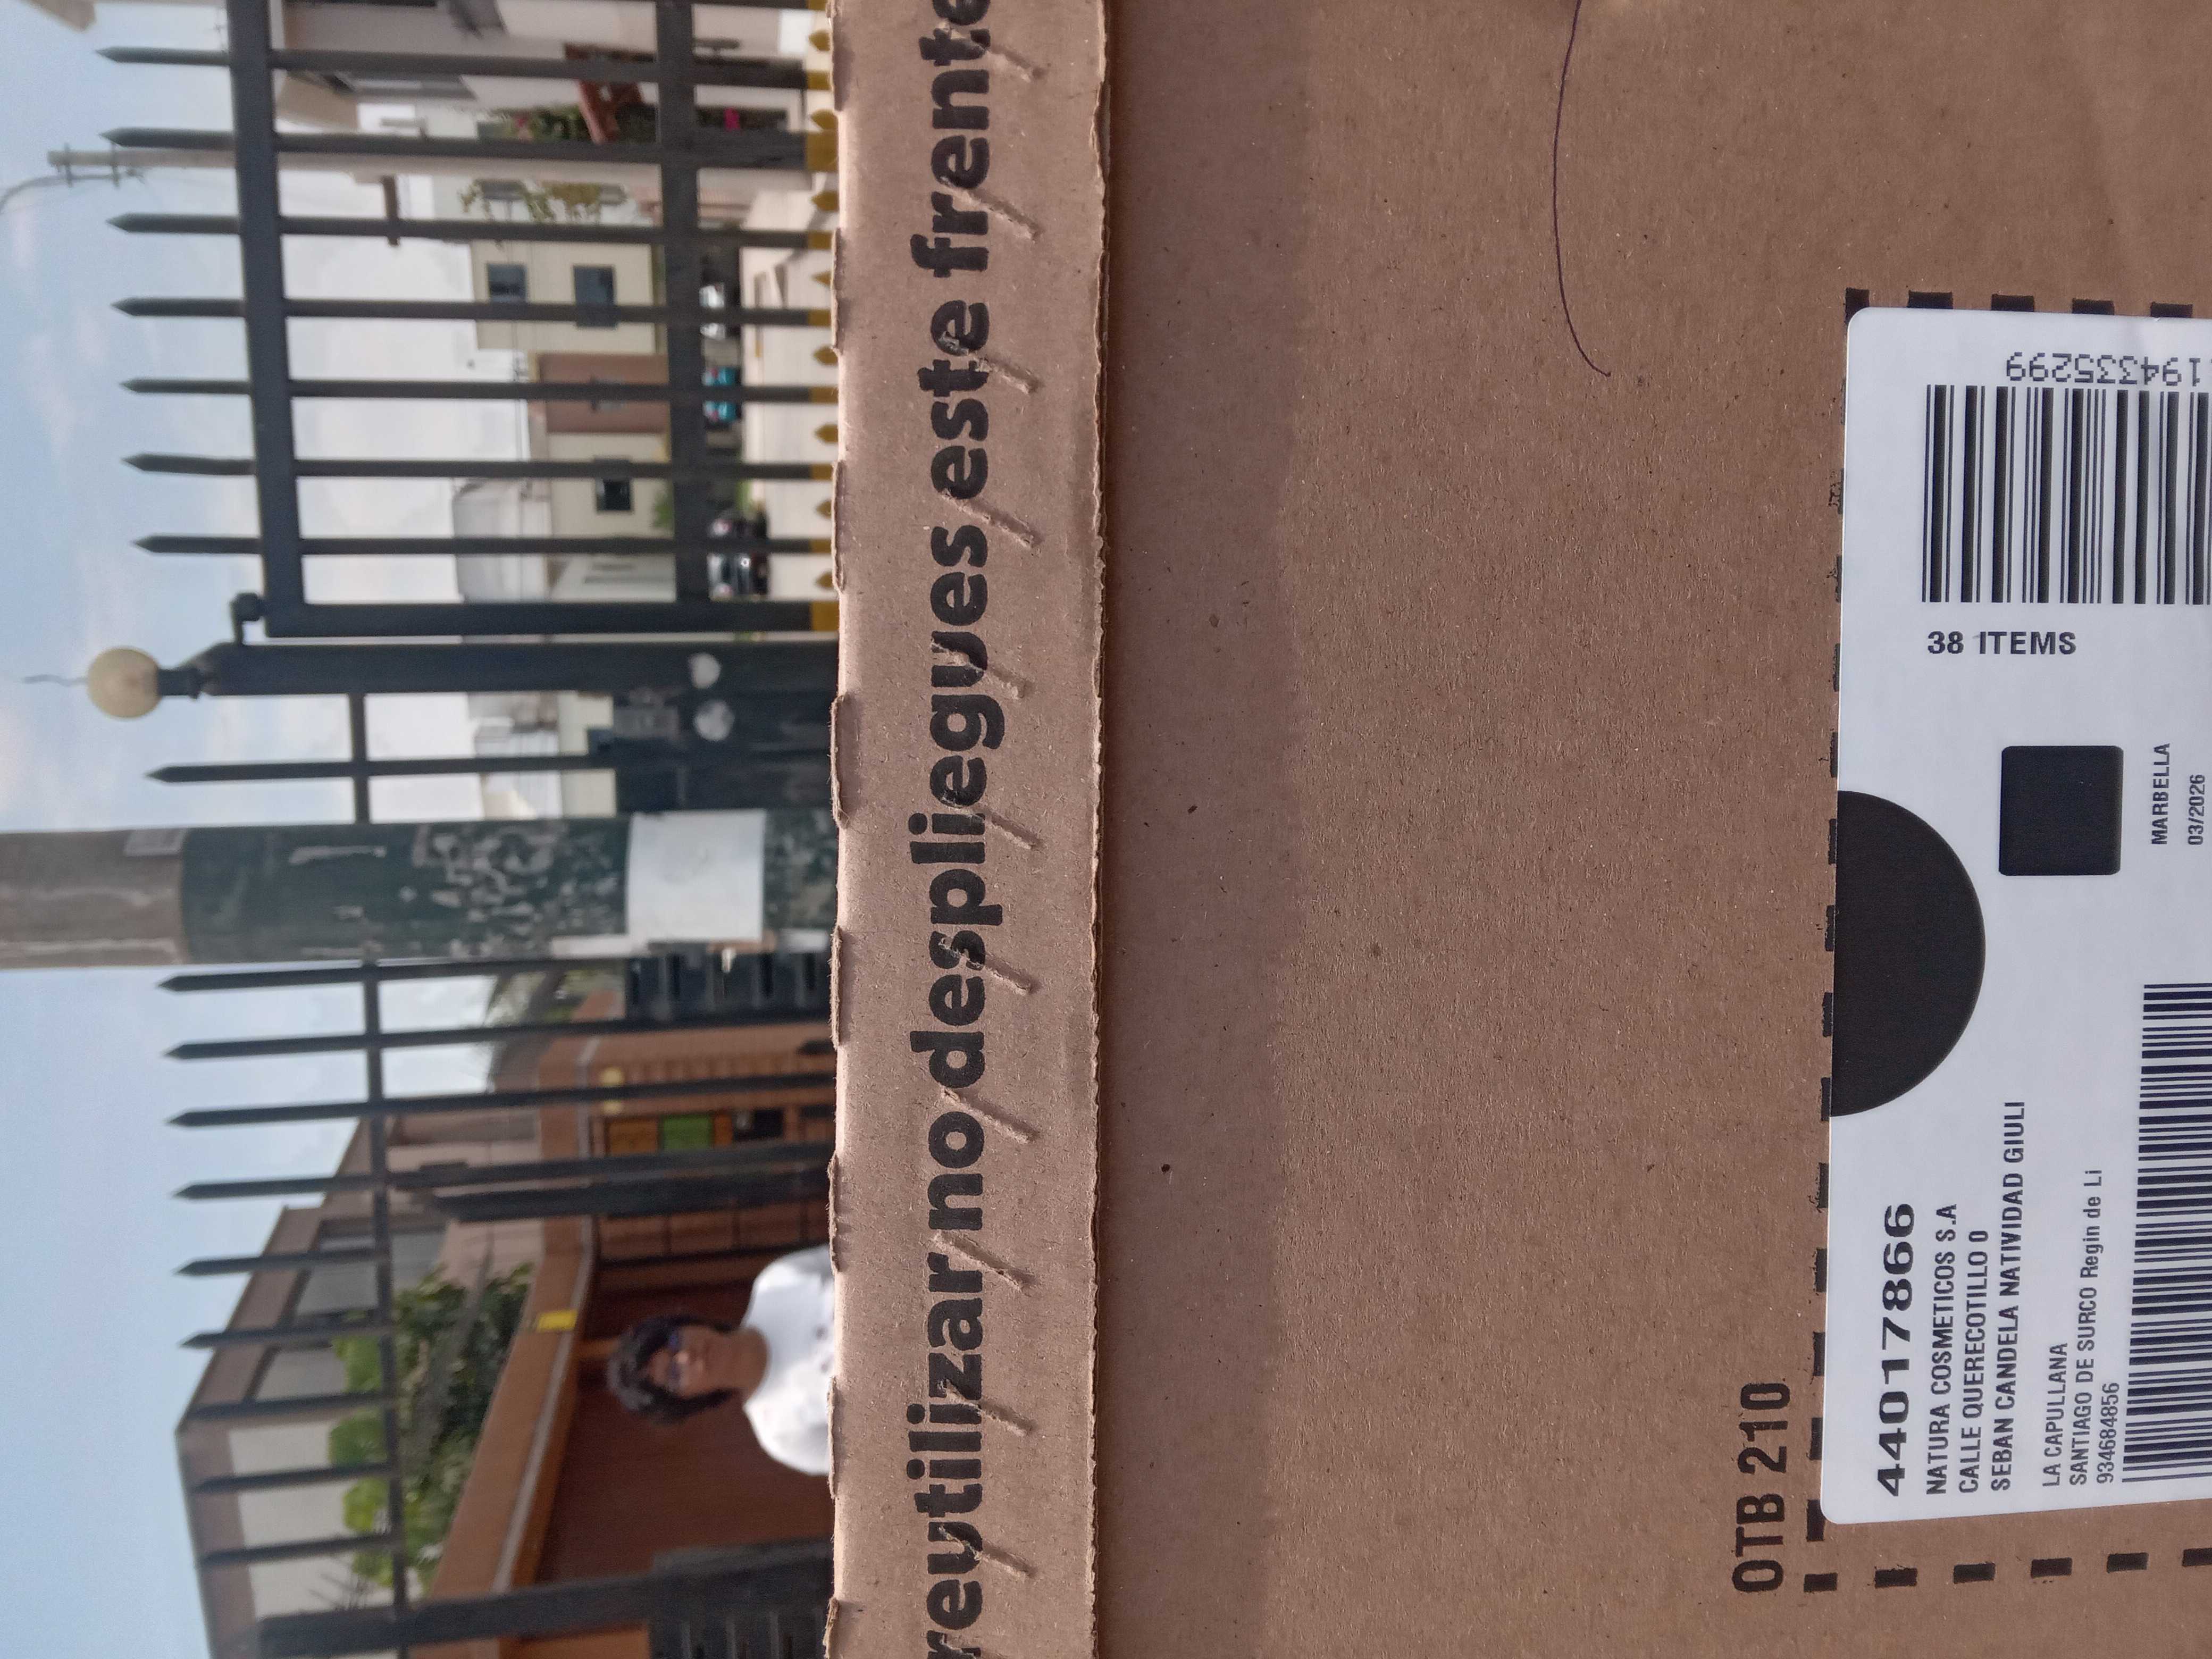 reutilizar no despliegues este frente
OTB 210
44017866
NATURA COSMETICOS S.A
CALLE QUERECOTILLO 0
SEBAN CANDELA NATIVIDAD GIULI
LA CAPULLANA
SANTIAGO DE SURCO Regin de Li
934684856
MARBELLA
03/2026
38 ITEMS
1194335299